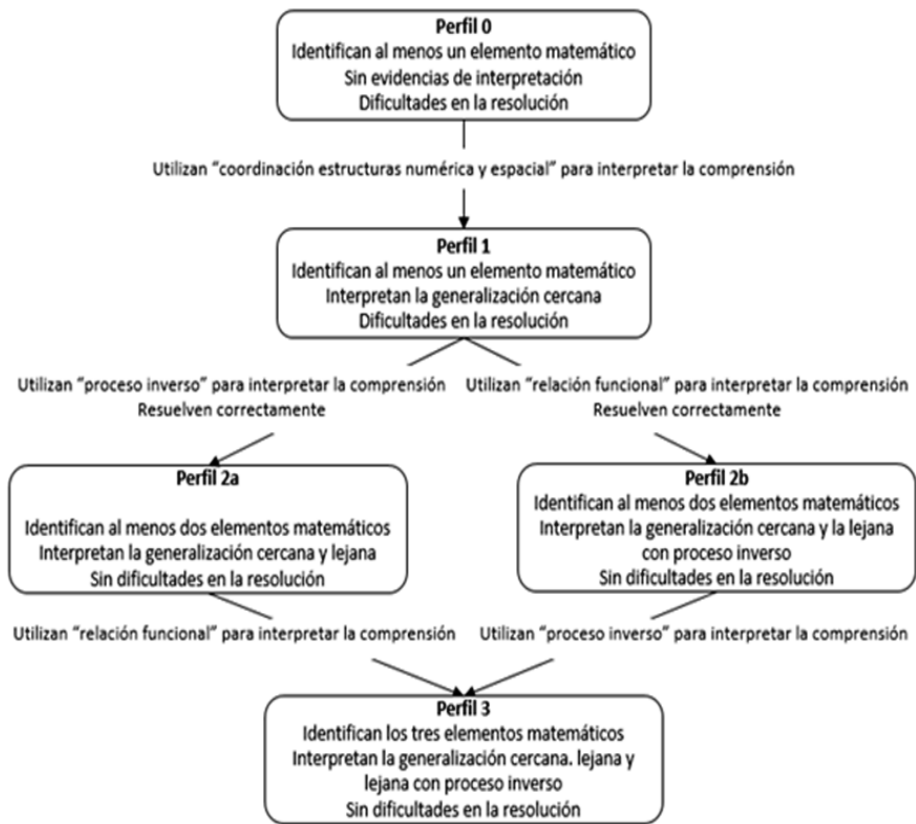 Perfil 0
Identifican al menos un elemento matemático
Sin evidencias de interpretación
Dificultades en la resolución
Utilizan “coordinación estructuras numérica y espacial” para interpretar la comprensión
Perfil 1
Identifican al menos un elemento matemático
Interpretan la generalización cercana
Dificultades en la resolución
Utilizan “proceso inverso” para interpretar la comprensión
Resuelven correctamente
Utilizan “relación funcional” para interpretar la comprensión
Resuelven correctamente
Perfil 2a
Identifican al menos dos elementos matemáticos
Interpretan la generalización cercana y lejana
Sin dificultades en la resolución
Perfil 2b
Identifican al menos dos elementos matemáticos
Interpretan la generalización cercana y la lejana
con proceso inverso
Sin dificultades en la resolución
Utilizan “relación funcional” para interpretar la comprensión
Utilizan “proceso inverso” para interpretar la comprensión
Perfil 3
Identifican los tres elementos matemáticos
Interpretan la generalización cercana. lejana y
lejana con proceso inverso
Sin dificultades en la resolución